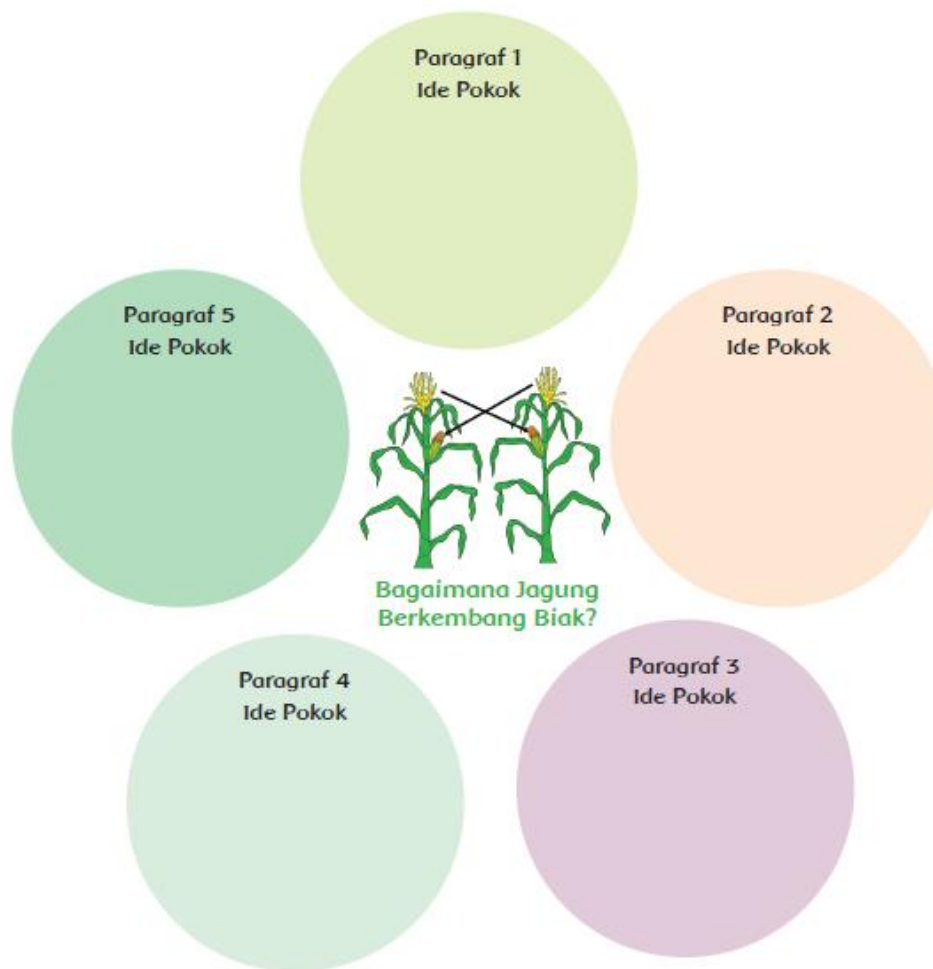 Paragraf 1
Ide Pokok
Paragraf 5
Ide Pokok
Paragraf 2
Ide Pokok
Bagaimana Jagung
Berkembang Biak?
Paragraf 4
Ide Pokok
Paragraf 3
Ide Pokok